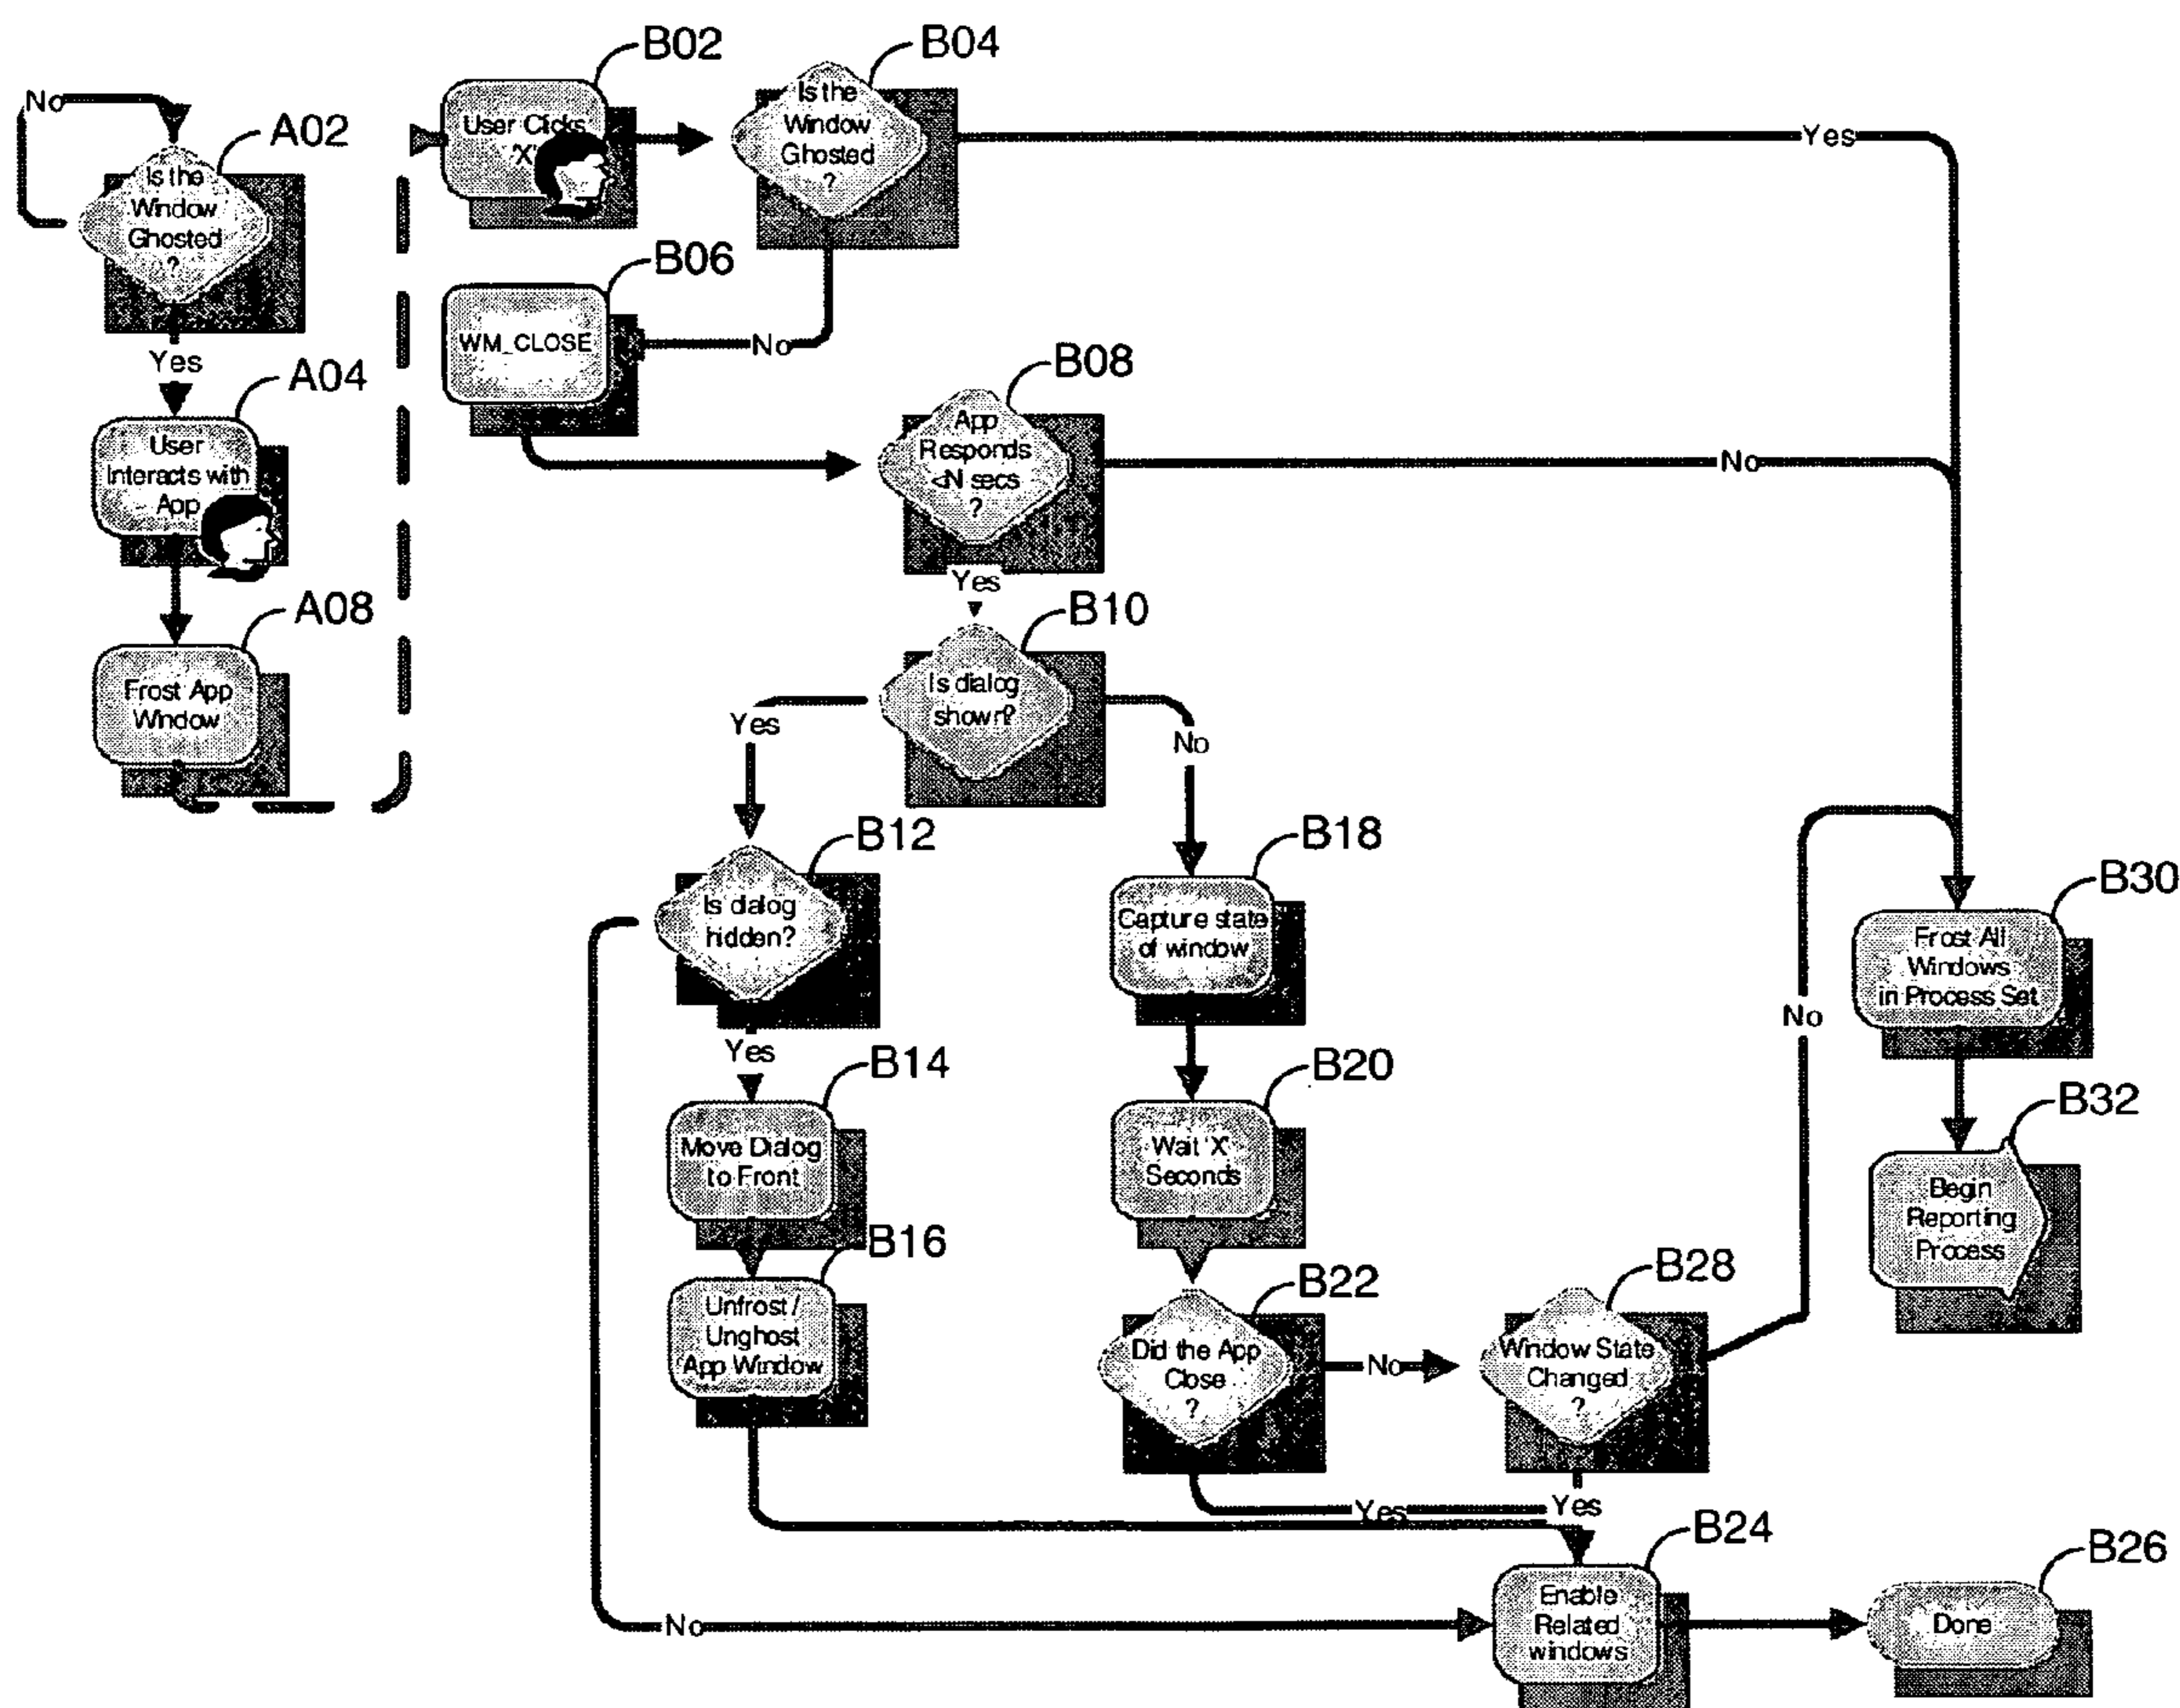 No
A02
Is the
Window
Ghosted
?
Yes
A04
User
Interacts with
App
A08
Frost App
Window
B02
User Clicks
'X'
B04
Is the
Window
Ghosted
?
Yes
B06
WM_CLOSE
No
B08
App
Responds
<N secs
?
No
Yes
B10
Is dialog
shown?
Yes
No
B12
Is dialog
hidden?
Yes
B14
Move Dialog
to Front
B16
Unfrost /
Unghost
App Window
B18
Capture state
of window
B20
Wait 'X'
Seconds
B22
Did the App
Close
?
No
B28
Window State
Changed
?
No
Yes
Yes
B30
Frost All
Windows
in Process Set
B32
Begin
Reporting
Process
B24
Enable
Related
windows
No
B26
Done